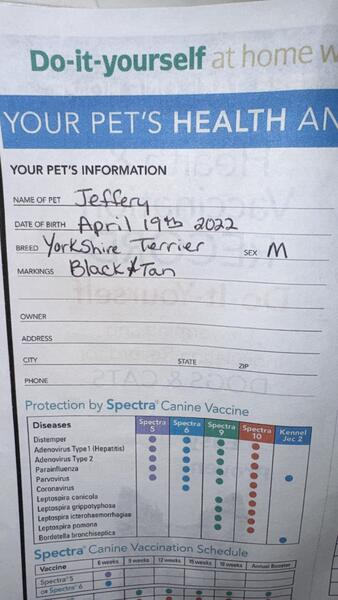 Do-it-yourself at home w
YOUR PET'S HEALTH AN
YOUR PET'S INFORMATION
NAME OF PET Jeffery
DATE OF BIRTH April 19th 2022
BREED Yorkshire Terrier SEX M
MARKINGS Black & Tan
OWNER
ADDRESS
CITY STATE ZIP
PHONE
Protection by Spectra® Canine Vaccine
Diseases Spectra 5 Spectra 6 Spectra 9 Spectra 10 Kennel Jec 2
Distemper
Adenovirus Type1 (Hepatitis)
Adenovirus Type 2
Parainfluenza
Parvovirus
Coronavirus
Leptospira canicola
Leptospira grippotyphosa
Leptospira icterohaemorrhagiae
Leptospira pomona
Bordetella bronchiseptica
Spectra® Canine Vaccination Schedule
Vaccine 6 weeks 9 weeks 12 weeks 15 weeks 18 weeks Annual Booster
Spectra® 5
OR Spectra® 6